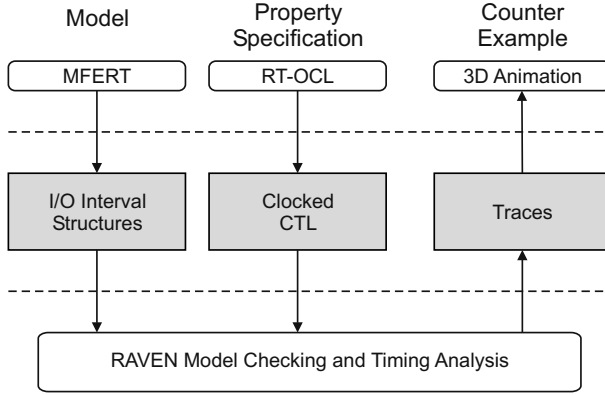 Model
Property
Specification
Counter
Example
MFERT
RT-OCL
3D Animation
I/O Interval
Structures
Clocked
CTL
Traces
RAVEN Model Checking and Timing Analysis